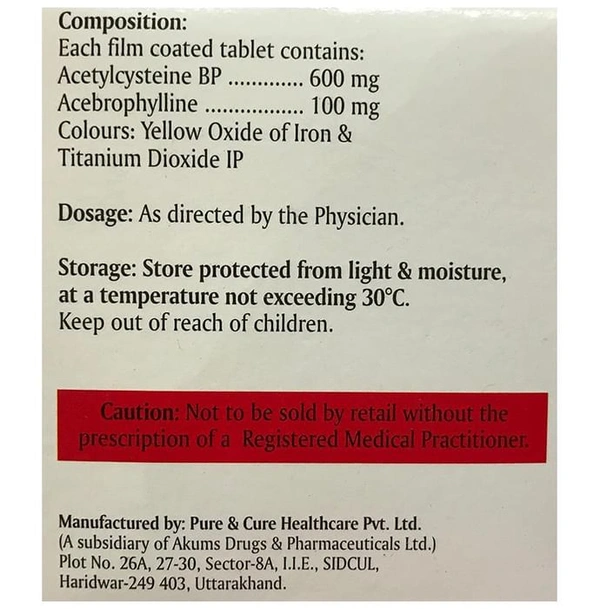 Composition:
Each film coated tablet contains:
Acetylcysteine BP ............ 600 mg
Acebrophylline ................ 100 mg
Colours: Yellow Oxide of Iron &
Titanium Dioxide IP
Dosage: As directed by the Physician.
Storage: Store protected from light & moisture,
at a temperature not exceeding 30°C.
Keep out of reach of children.
Caution: Not to be sold by retail without the
prescription of a Registered Medical Practitioner.
Manufactured by: Pure & Cure Healthcare Pvt. Ltd.
(A subsidiary of Akums Drugs & Pharmaceuticals Ltd.)
Plot No. 26A, 27-30, Sector-8A, I.I.E., SIDCUL,
Haridwar-249 403, Uttarakhand.